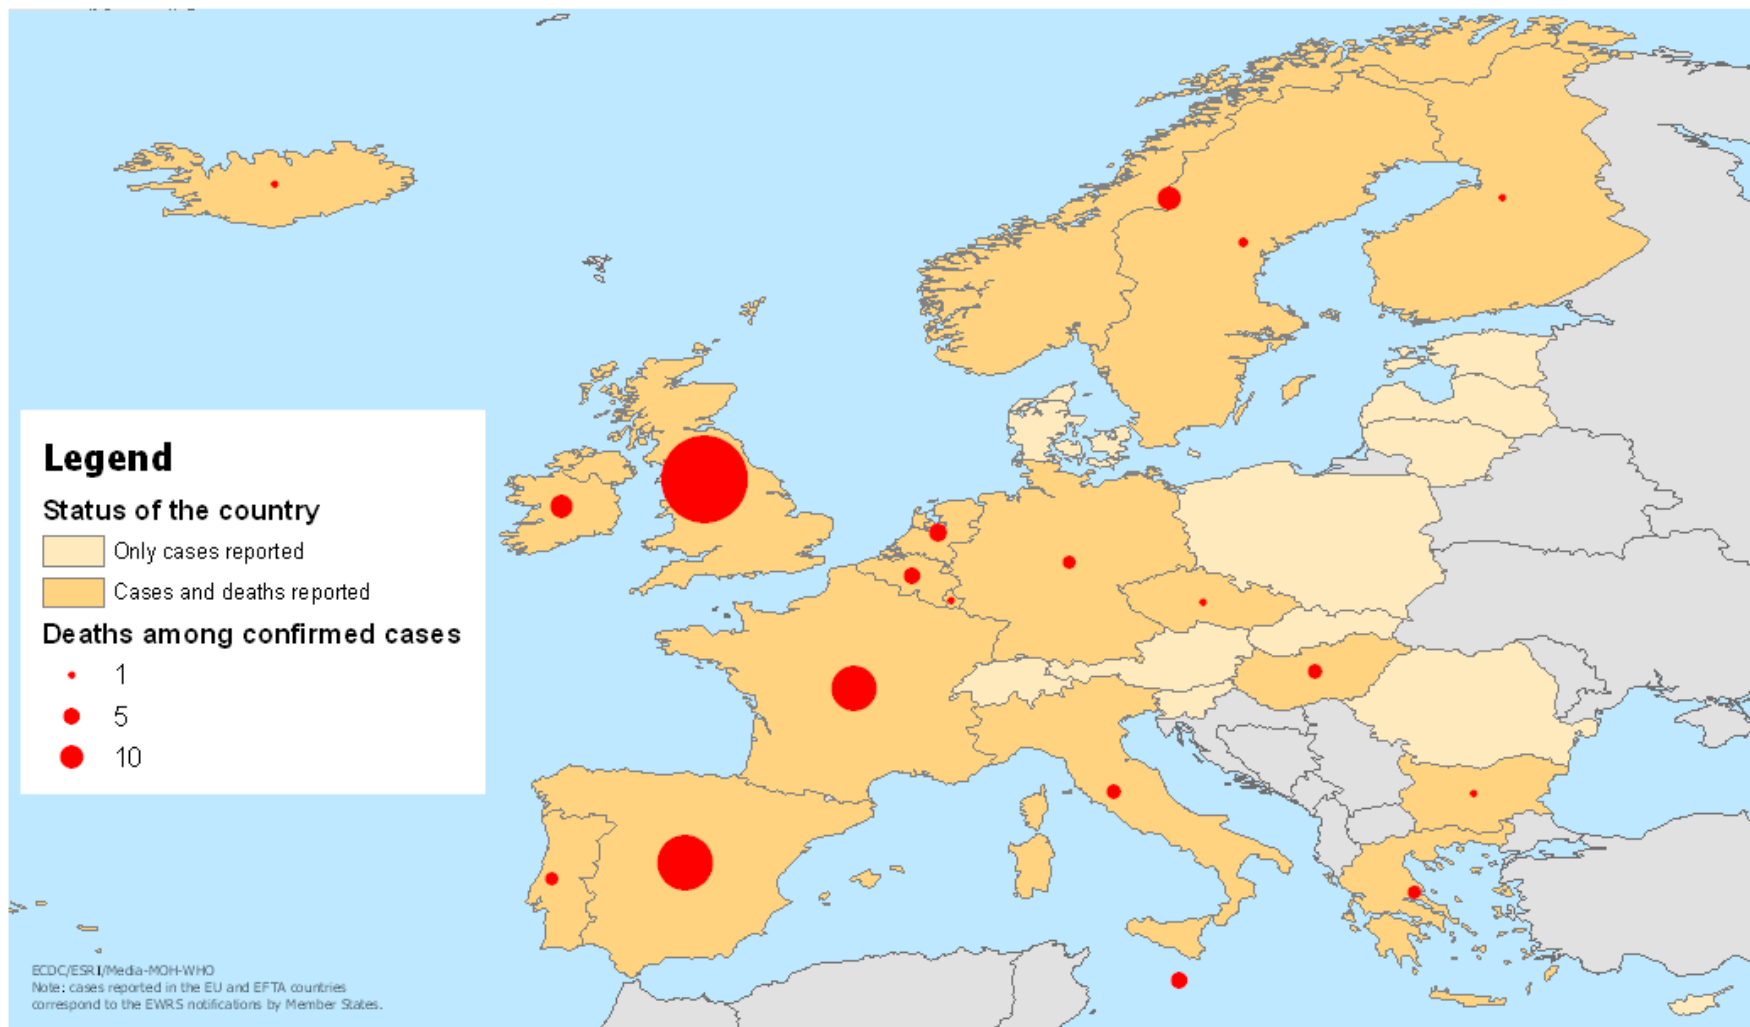 Legend
Status of the country
Only cases reported
Cases and deaths reported
Deaths among confirmed cases
1
5
10
ECDC/ESRI/Media-MOH-WHO
Note: cases reported in the EU and EFTA countries
correspond to the EWRS notifications by Member States.